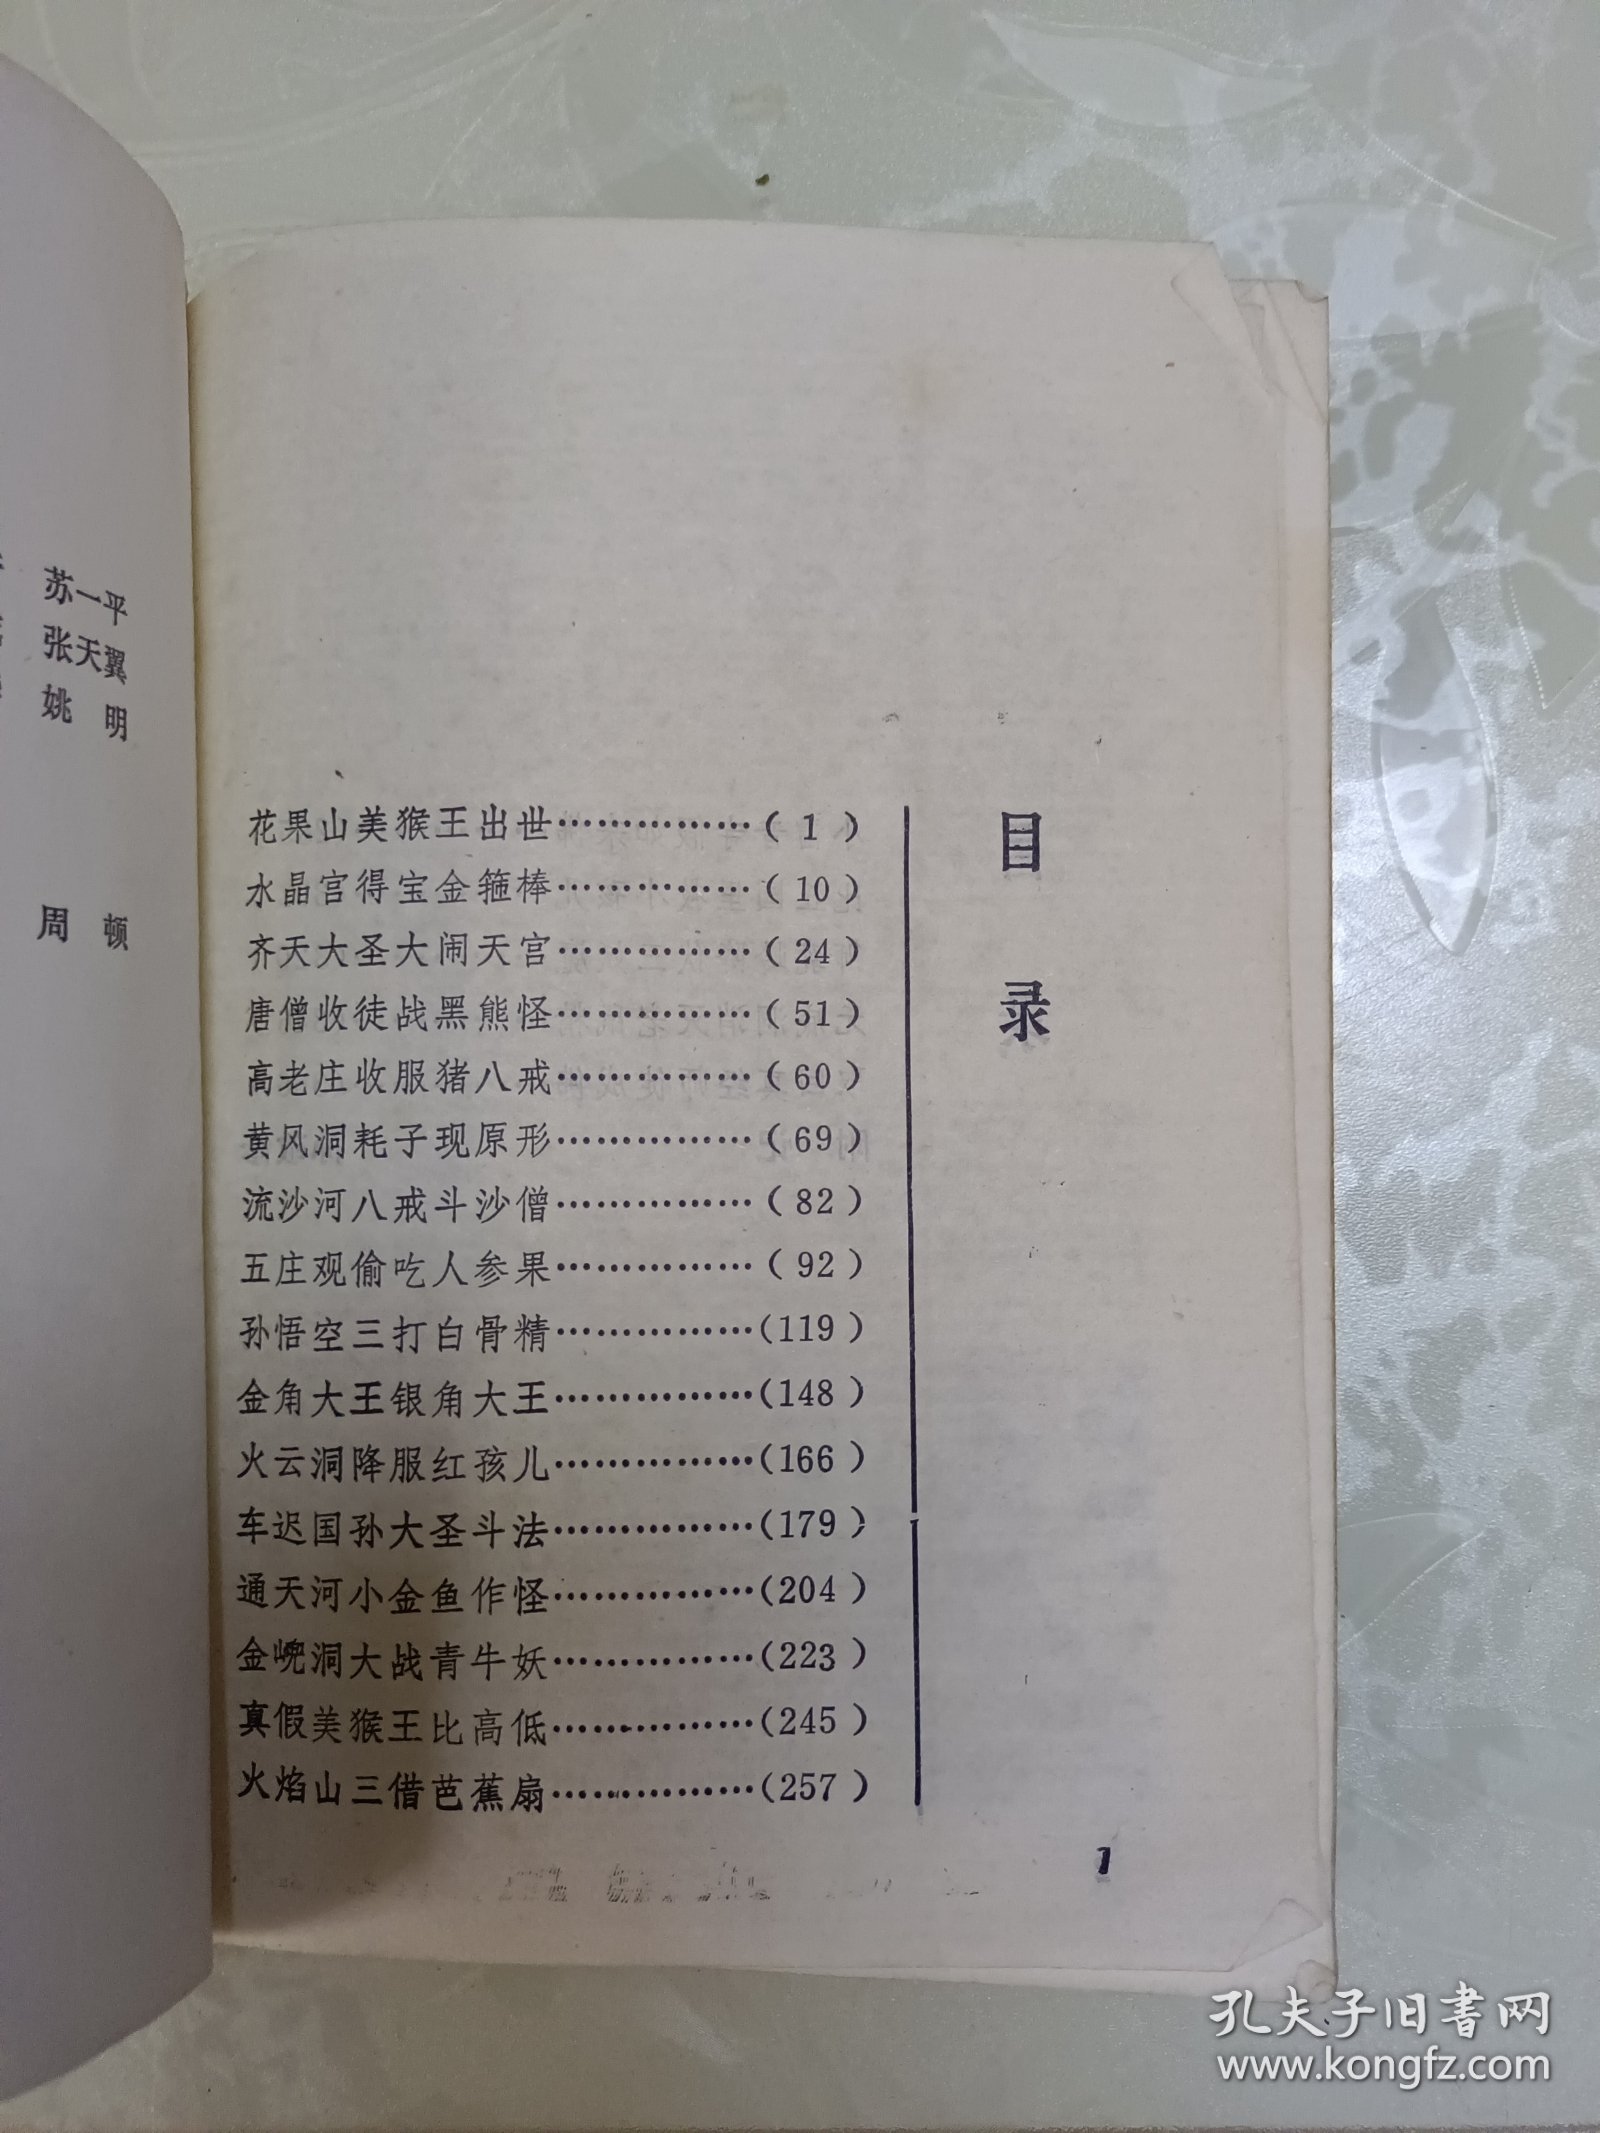 苏一平
张天翼
姚 明
周 顿
目
录
花果山美猴王出世……………( 1 )
水晶宫得宝金箍棒……………( 10 )
齐天大圣大闹天宫……………( 24 )
唐僧收徒战黑熊怪……………( 51 )
高老庄收服猪八戒……………( 60 )
黄风洞耗子现原形……………( 69 )
流沙河八戒斗沙僧……………( 82 )
五庄观偷吃人参果……………( 92 )
孙悟空三打白骨精……………(119 )
金角大王银角大王……………(148 )
火云洞降服红孩儿……………(166 )
车迟国孙大圣斗法……………(179 )
通天河小金鱼作怪……………(204 )
金𡷗洞大战青牛妖……………(223 )
真假美猴王比高低……………(245 )
火焰山三借芭蕉扇……………(257 )
1
孔夫子旧书网
www.kongfz.com